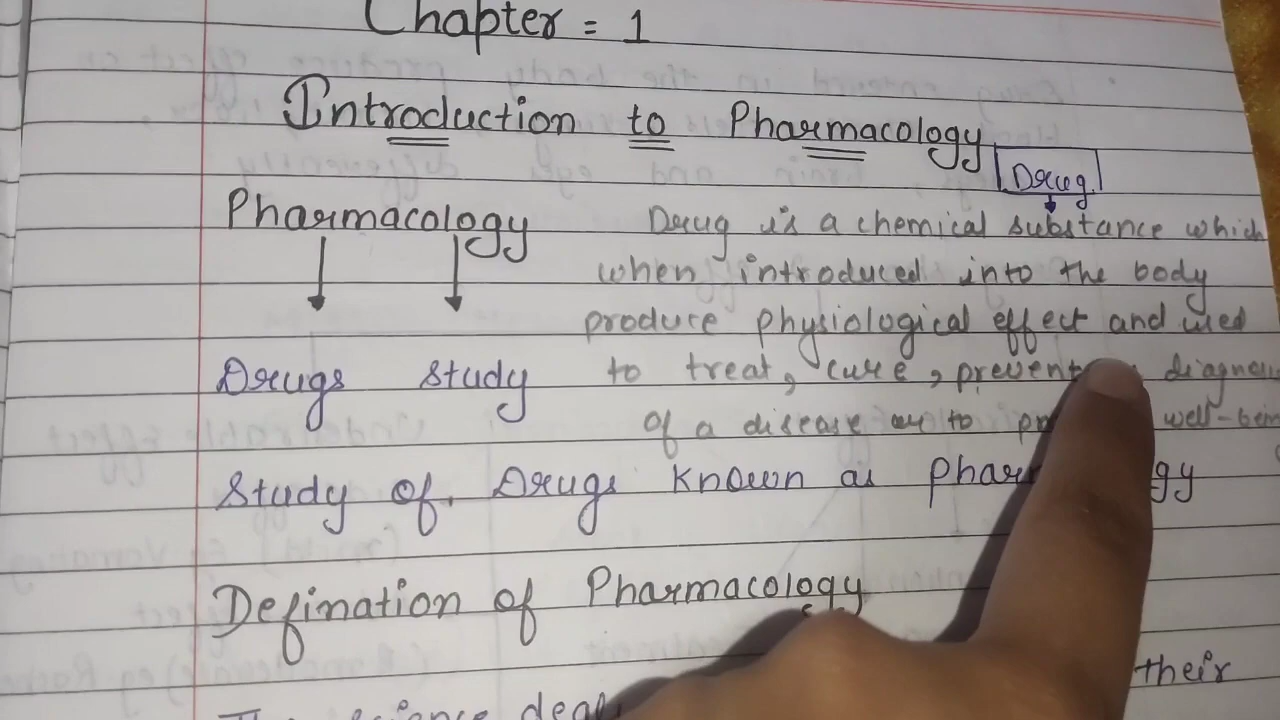 Chapter = 1
Introduction to Pharmacology
Drug
Pharmacology
Drug is a chemical substance which
when introduced into the body
produce physiological effect and used
Drugs study
to treat, cure, prevent
of a disease or to
Study of Drugs known as
Defination of Pharmacology
their
science